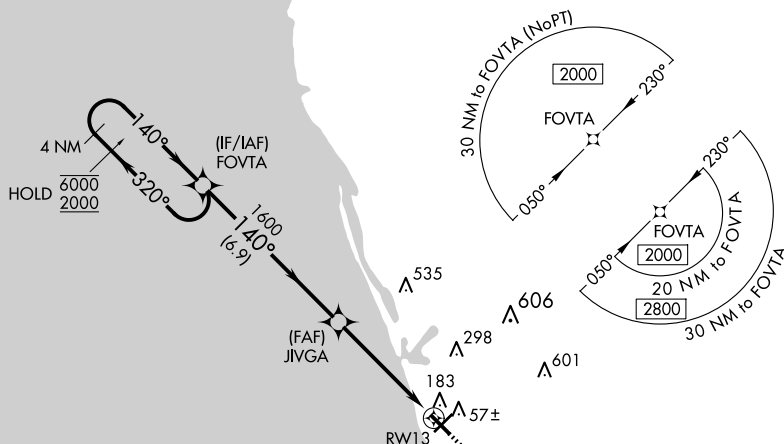 140°
320°
4 NM
HOLD
6000
2000
(IF/IAF)
FOVTA
1600
140°
(6.9)
(FAF)
JIVGA
535
606
298
601
183
57±
RW13
30 NM to FOVTA (NoPT)
2000
230°
FOVTA
050°
230°
FOVTA
050°
2000
20 NM to FOVTA
2800
30 NM to FOVTA